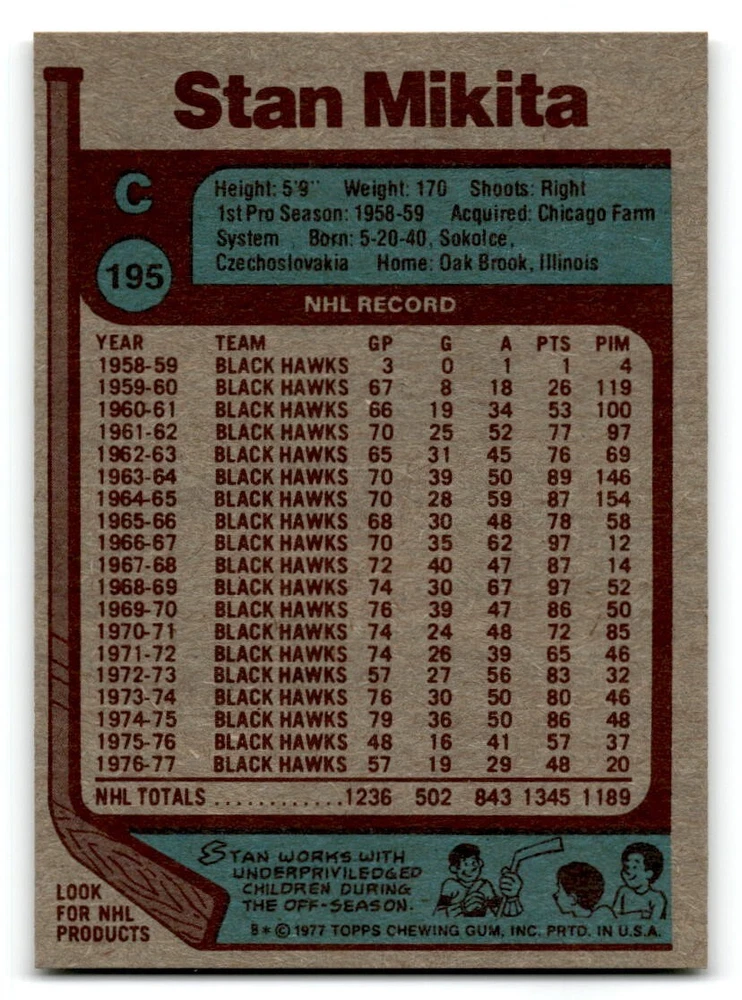 Stan Mikita
C
195
Height: 5'9" Weight: 170 Shoots: Right
1st Pro Season: 1958-59 Acquired: Chicago Farm
System Born: 5-20-40, Sokolce,
Czechoslovakia Home: Oak Brook, Illinois
NHL RECORD
YEAR TEAM GP G A PTS PIM
1958-59 BLACK HAWKS 3 0 1 1 4
1959-60 BLACK HAWKS 67 8 18 26 119
1960-61 BLACK HAWKS 66 19 34 53 100
1961-62 BLACK HAWKS 70 25 52 77 97
1962-63 BLACK HAWKS 65 31 45 76 69
1963-64 BLACK HAWKS 70 39 50 89 146
1964-65 BLACK HAWKS 70 28 59 87 154
1965-66 BLACK HAWKS 68 30 48 78 58
1966-67 BLACK HAWKS 70 35 62 97 12
1967-68 BLACK HAWKS 72 40 47 87 14
1968-69 BLACK HAWKS 74 30 67 97 52
1969-70 BLACK HAWKS 76 39 47 86 50
1970-71 BLACK HAWKS 74 24 48 72 85
1971-72 BLACK HAWKS 74 26 39 65 46
1972-73 BLACK HAWKS 57 27 56 83 32
1973-74 BLACK HAWKS 76 30 50 80 46
1974-75 BLACK HAWKS 79 36 50 86 48
1975-76 BLACK HAWKS 48 16 41 57 37
1976-77 BLACK HAWKS 57 19 29 48 20
NHL TOTALS ............1236 502 843 1345 1189
STAN WORKS WITH
UNDERPRIVILEDGED
CHILDREN DURING
THE OFF-SEASON.
LOOK
FOR NHL
PRODUCTS
B* © 1977 TOPPS CHEWING GUM, INC. PRTD. IN U.S.A.